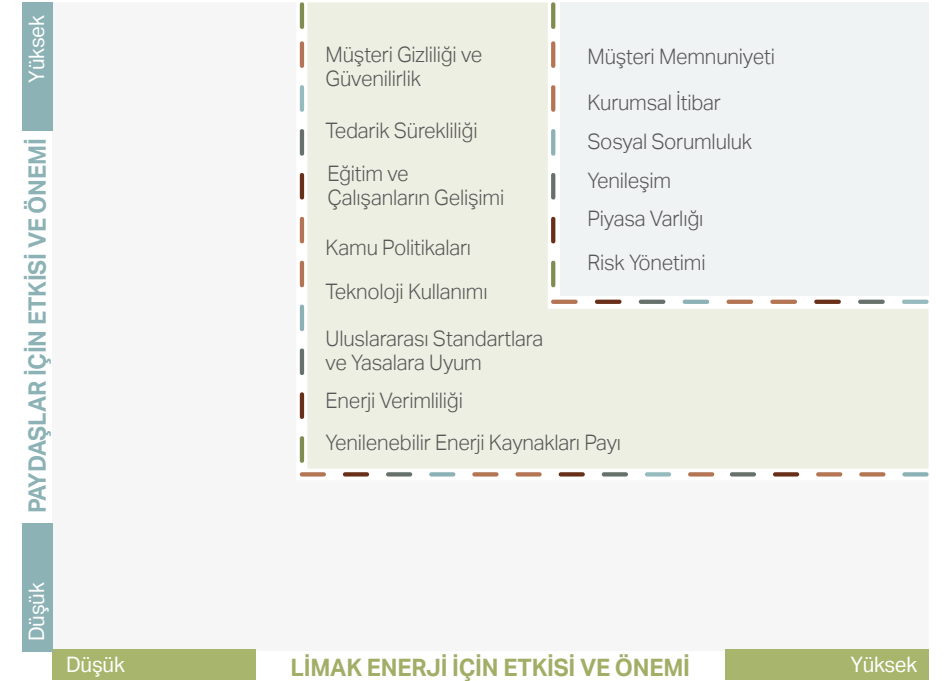 Yüksek
PAYDAŞLAR İÇİN ETKİSİ VE ÖNEMİ
Düşük
Müşteri Gizliliği ve
Güvenilirlik
Tedarik Sürekliliği
Eğitim ve
Çalışanların Gelişimi
Kamu Politikaları
Teknoloji Kullanımı
Uluslararası Standartlara
ve Yasalara Uyum
Enerji Verimliliği
Yenilenebilir Enerji Kaynakları Payı
Müşteri Memnuniyeti
Kurumsal İtibar
Sosyal Sorumluluk
Yenileşim
Piyasa Varlığı
Risk Yönetimi
Düşük
LİMAK ENERJİ İÇİN ETKİSİ VE ÖNEMİ
Yüksek